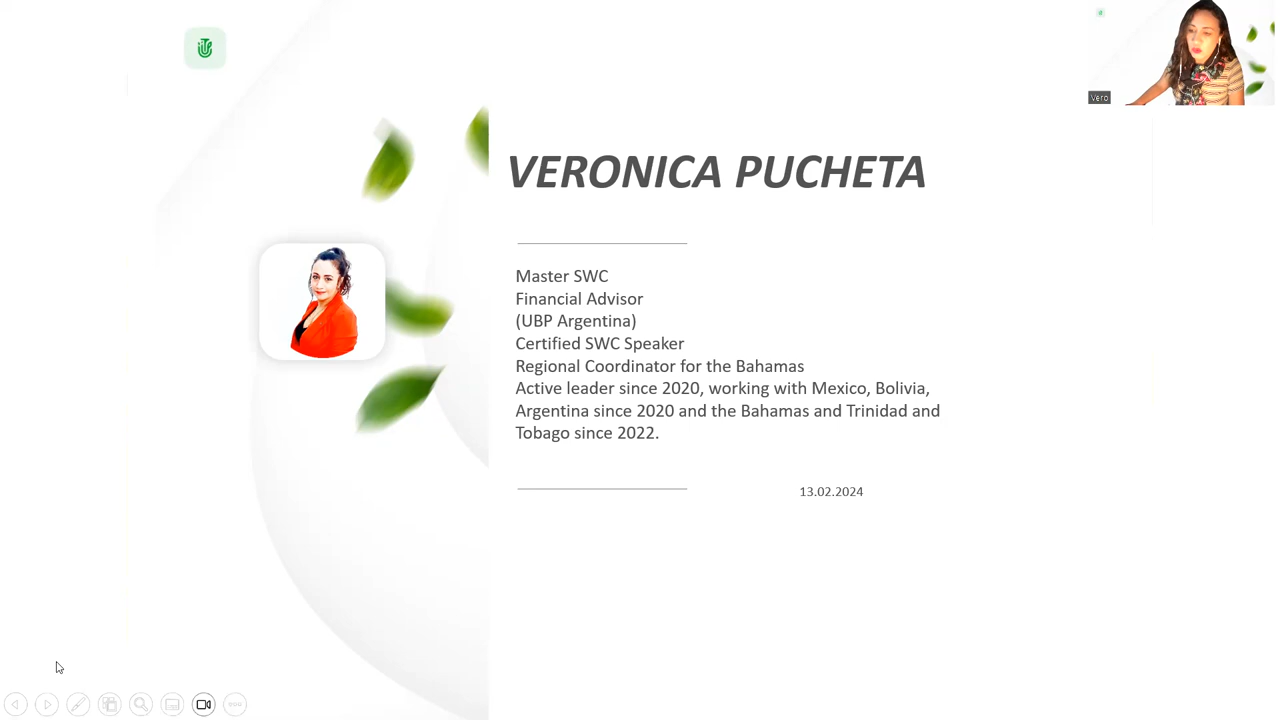 Vero
VERONICA PUCHETA
Master SWC
Financial Advisor
(UBP Argentina)
Certified SWC Speaker
Regional Coordinator for the Bahamas
Active leader since 2020, working with Mexico, Bolivia,
Argentina since 2020 and the Bahamas and Trinidad and
Tobago since 2022.
13.02.2024